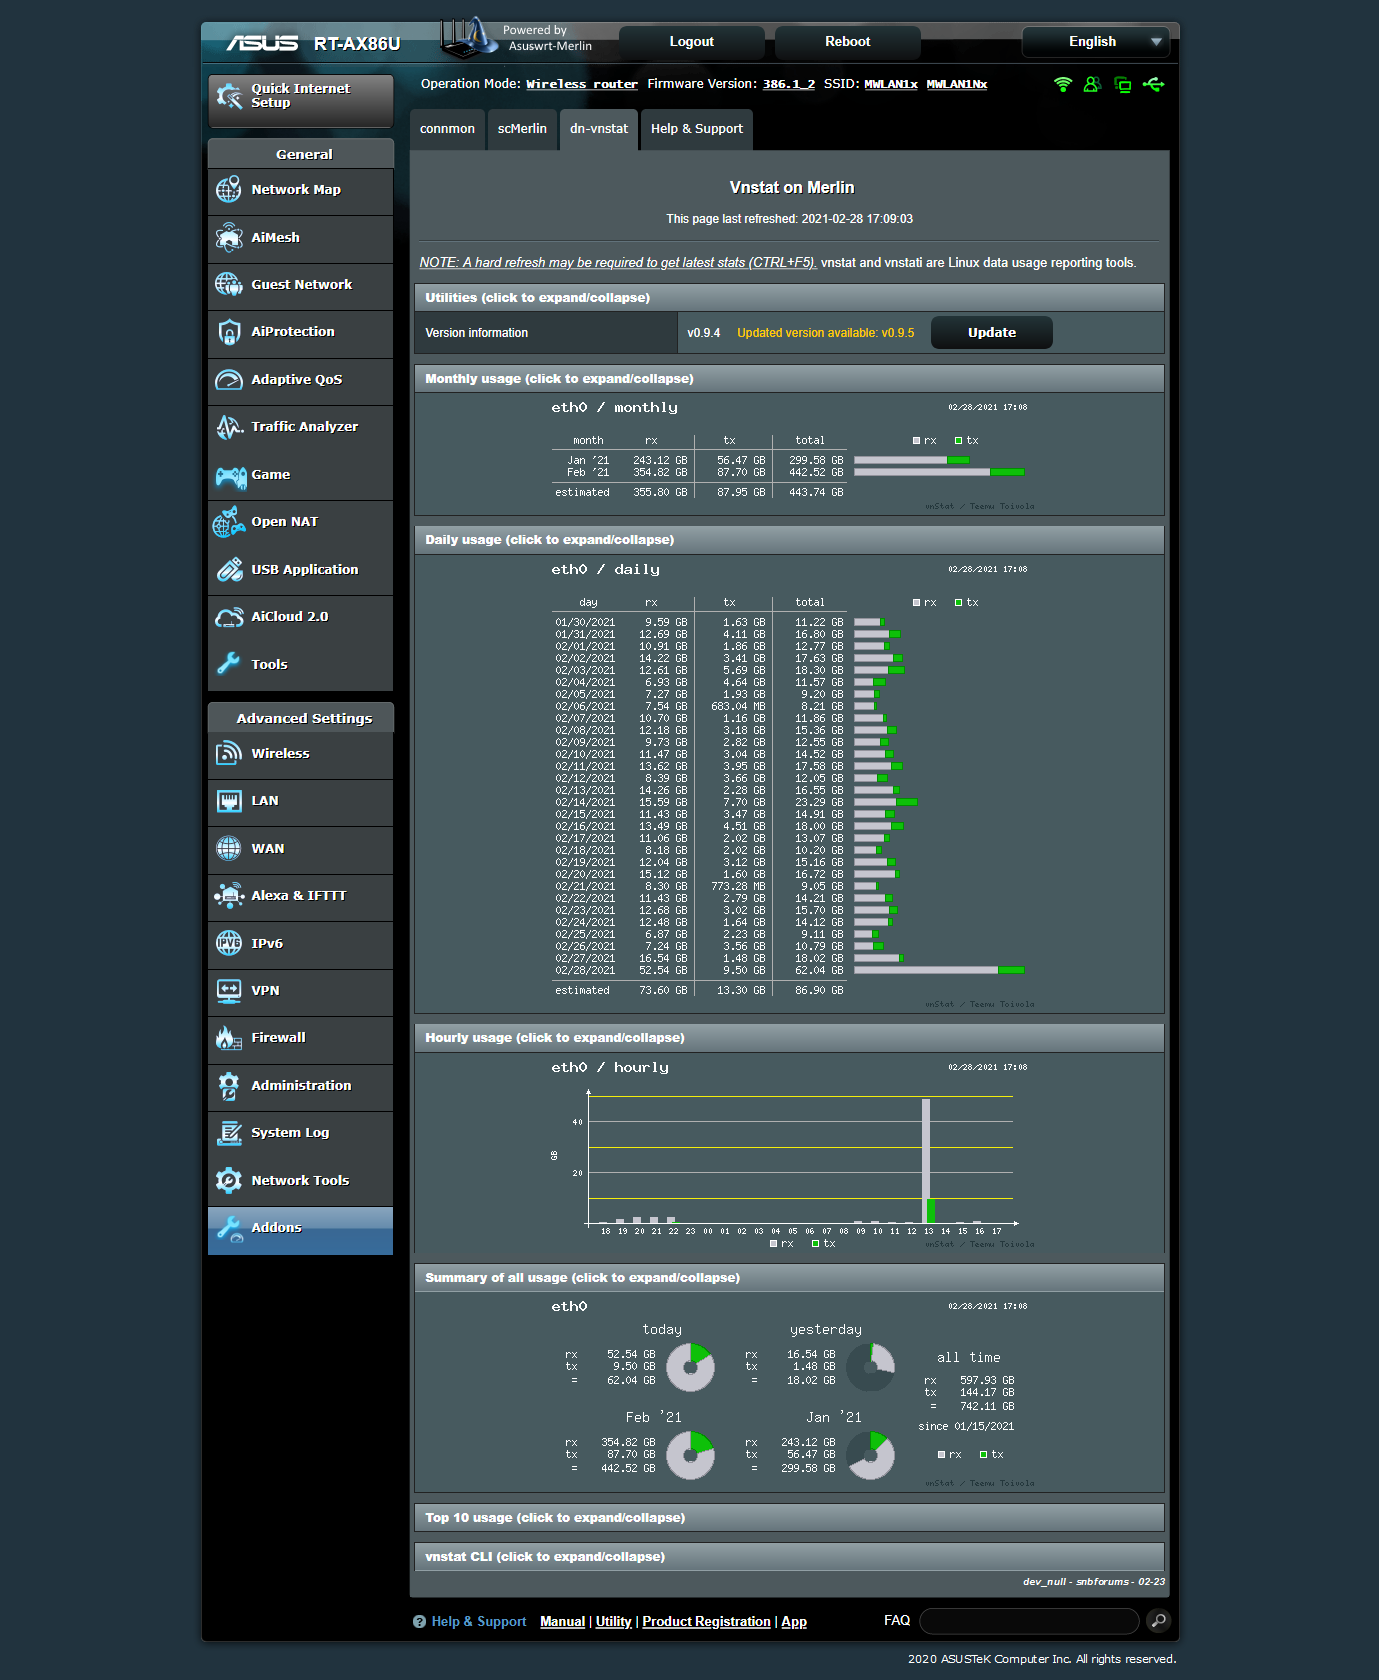 ASUS RT-AX86U
Powered by
Asuswrt-Merlin
Logout
Reboot
English
Quick Internet
Setup
Operation Mode: Wireless router Firmware Version: 386.1_2 SSID: MWLAN1x MWLAN1Nx
connmon
scMerlin
dn-vnstat
Help & Support
General
Network Map
AiMesh
Guest Network
AiProtection
Adaptive QoS
Traffic Analyzer
Game
Open NAT
USB Application
AiCloud 2.0
Tools
Advanced Settings
Wireless
LAN
WAN
Alexa & IFTTT
IPv6
VPN
Firewall
Administration
System Log
Network Tools
Addons
Vnstat on Merlin
This page last refreshed: 2021-02-28 17:09:03
NOTE: A hard refresh may be required to get latest stats (CTRL+F5). vnstat and vnstati are Linux data usage reporting tools.
Utilities (click to expand/collapse)
Version information v0.9.4 Updated version available: v0.9.5 Update
Monthly usage (click to expand/collapse)
eth0 / monthly 02/28/2021 17:08
month rx tx total rx tx
Jan '21 243.12 GB 56.47 GB 299.58 GB
Feb '21 354.82 GB 87.70 GB 442.52 GB
estimated 355.80 GB 87.95 GB 443.74 GB
vnStat / Teemu Toivola
Daily usage (click to expand/collapse)
eth0 / daily 02/28/2021 17:08
day rx tx total rx tx
01/30/2021 9.59 GB 1.63 GB 11.22 GB
01/31/2021 12.69 GB 4.11 GB 16.80 GB
02/01/2021 10.91 GB 1.86 GB 12.77 GB
02/02/2021 14.22 GB 3.41 GB 17.63 GB
02/03/2021 12.61 GB 5.69 GB 18.30 GB
02/04/2021 6.93 GB 4.64 GB 11.57 GB
02/05/2021 7.27 GB 1.93 GB 9.20 GB
02/06/2021 7.54 GB 683.04 MB 8.21 GB
02/07/2021 10.70 GB 1.16 GB 11.86 GB
02/08/2021 12.18 GB 3.18 GB 15.36 GB
02/09/2021 9.73 GB 2.82 GB 12.55 GB
02/10/2021 11.47 GB 3.04 GB 14.52 GB
02/11/2021 13.62 GB 3.95 GB 17.58 GB
02/12/2021 8.39 GB 3.66 GB 12.05 GB
02/13/2021 14.26 GB 2.28 GB 16.55 GB
02/14/2021 15.59 GB 7.70 GB 23.29 GB
02/15/2021 11.43 GB 3.47 GB 14.91 GB
02/16/2021 13.49 GB 4.51 GB 18.00 GB
02/17/2021 11.06 GB 2.02 GB 13.07 GB
02/18/2021 8.18 GB 2.02 GB 10.20 GB
02/19/2021 12.04 GB 3.12 GB 15.16 GB
02/20/2021 15.12 GB 1.60 GB 16.72 GB
02/21/2021 8.30 GB 773.28 MB 9.05 GB
02/22/2021 11.43 GB 2.79 GB 14.21 GB
02/23/2021 12.68 GB 3.02 GB 15.70 GB
02/24/2021 12.48 GB 1.64 GB 14.12 GB
02/25/2021 6.87 GB 2.23 GB 9.11 GB
02/26/2021 7.24 GB 3.56 GB 10.79 GB
02/27/2021 16.54 GB 1.48 GB 18.02 GB
02/28/2021 52.54 GB 9.50 GB 62.04 GB
estimated 73.60 GB 13.30 GB 86.90 GB
vnStat / Teemu Toivola
Hourly usage (click to expand/collapse)
eth0 / hourly 02/28/2021 17:08
40
GB
20
18 19 20 21 22 23 00 01 02 03 04 05 06 07 08 09 10 11 12 13 14 15 16 17
rx tx vnStat / Teemu Toivola
Summary of all usage (click to expand/collapse)
eth0 02/28/2021 17:08
today
rx 52.54 GB
tx 9.50 GB
= 62.04 GB
yesterday
rx 16.54 GB
tx 1.48 GB
= 18.02 GB
all time
rx 597.93 GB
tx 144.17 GB
= 742.11 GB
since 01/15/2021
Feb '21
rx 354.82 GB
tx 87.70 GB
= 442.52 GB
Jan '21
rx 243.12 GB
tx 56.47 GB
= 299.58 GB
rx tx
vnStat / Teemu Toivola
Top 10 usage (click to expand/collapse)
vnstat CLI (click to expand/collapse)
dev_null - snbforums - 02-23
Help & Support Manual | Utility | Product Registration | App FAQ
2020 ASUSTeK Computer Inc. All rights reserved.